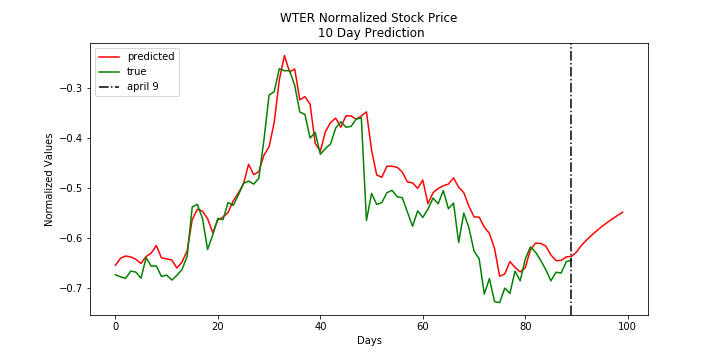 WTER Normalized Stock Price
10 Day Prediction
predicted
true
april 9
Normalized Values
−0.3
−0.4
−0.5
−0.6
−0.7
0
20
40
60
80
100
Days